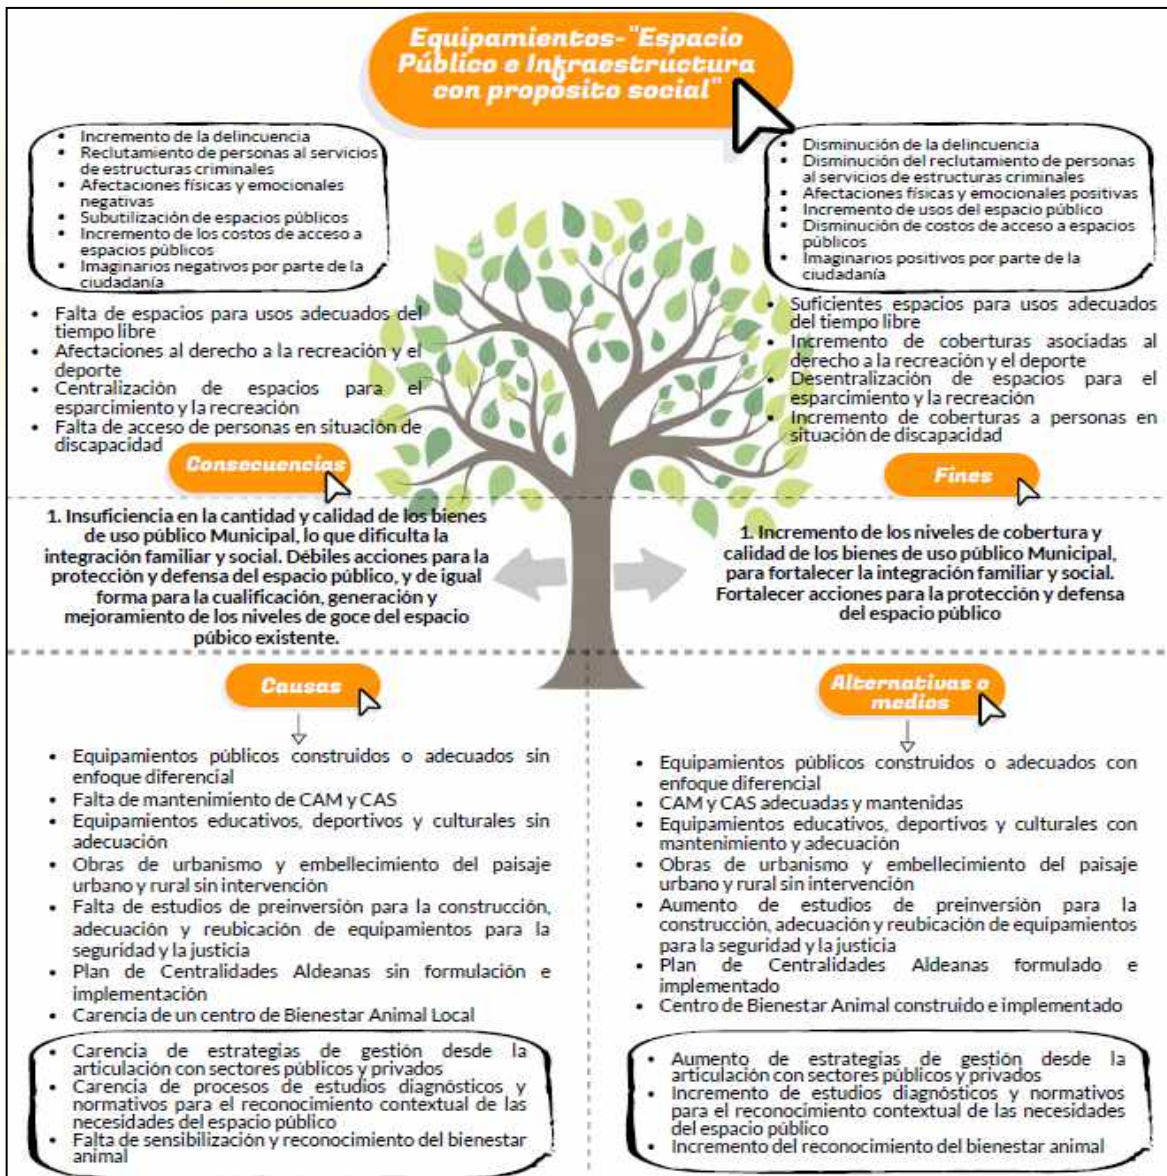 Equipamientos-"Espacio
Público e Infraestructura
con propósito social"
• Incremento de la delincuencia
• Reclutamiento de personas al servicios
de estructuras criminales
• Afectaciones físicas y emocionales
negativas
• Subutilización de espacios públicos
• Incremento de los costos de acceso a
espacios públicos
• Imaginarios negativos por parte de la
ciudadanía
• Falta de espacios para usos adecuados del
tiempo libre
• Afectaciones al derecho a la recreación y el
deporte
• Centralización de espacios para el
esparcimiento y la recreación
• Falta de acceso de personas en situación de
discapacidad
Consecuencias
• Disminución de la delincuencia
• Disminución del reclutamiento de personas
al servicios de estructuras criminales
• Afectaciones físicas y emocionales positivas
• Incremento de usos del espacio público
• Disminución de costos de acceso a espacios
públicos
• Imaginarios positivos por parte de la
ciudadanía
• Suficientes espacios para usos adecuados
del tiempo libre
• Incremento de coberturas asociadas al
derecho a la recreación y el deporte
• Desentralización de espacios para el
esparcimiento y la recreación
• Incremento de coberturas a personas en
situación de discapacidad
Fines
1. Insuficiencia en la cantidad y calidad de los bienes
de uso público Municipal, lo que dificulta la
integración familiar y social. Débiles acciones para la
protección y defensa del espacio público, y de igual
forma para la cualificación, generación y
mejoramiento de los niveles de goce del espacio
púbico existente.
1. Incremento de los niveles de cobertura y
calidad de los bienes de uso público Municipal,
para fortalecer la integración familiar y social.
Fortalecer acciones para la protección y defensa
del espacio público
Causas
• Equipamientos públicos construidos o adecuados sin
enfoque diferencial
• Falta de mantenimiento de CAM y CAS
• Equipamientos educativos, deportivos y culturales sin
adecuación
• Obras de urbanismo y embellecimiento del paisaje
urbano y rural sin intervención
• Falta de estudios de preinversión para la construcción,
adecuación y reubicación de equipamientos para la
seguridad y la justicia
• Plan de Centralidades Aldeanas sin formulación e
implementación
• Carencia de un centro de Bienestar Animal Local
• Carencia de estrategias de gestión desde la
articulación con sectores públicos y privados
• Carencia de procesos de estudios diagnósticos y
normativos para el reconocimiento contextual de las
necesidades del espacio público
• Falta de sensibilización y reconocimiento del bienestar
animal
Alternativas o
medios
• Equipamientos públicos construidos o adecuados con
enfoque diferencial
• CAM y CAS adecuadas y mantenidas
• Equipamientos educativos, deportivos y culturales con
mantenimiento y adecuación
• Obras de urbanismo y embellecimiento del paisaje
urbano y rural sin intervención
• Aumento de estudios de preinversión para la
construcción, adecuación y reubicación de equipamientos
para la seguridad y la justicia
• Plan de Centralidades Aldeanas formulado e
implementado
• Centro de Bienestar Animal construido e implementado
• Aumento de estrategias de gestión desde la
articulación con sectores públicos y privados
• Incremento de estudios diagnósticos y normativos
para el reconocimiento contextual de las necesidades
del espacio público
• Incremento del reconocimiento del bienestar animal